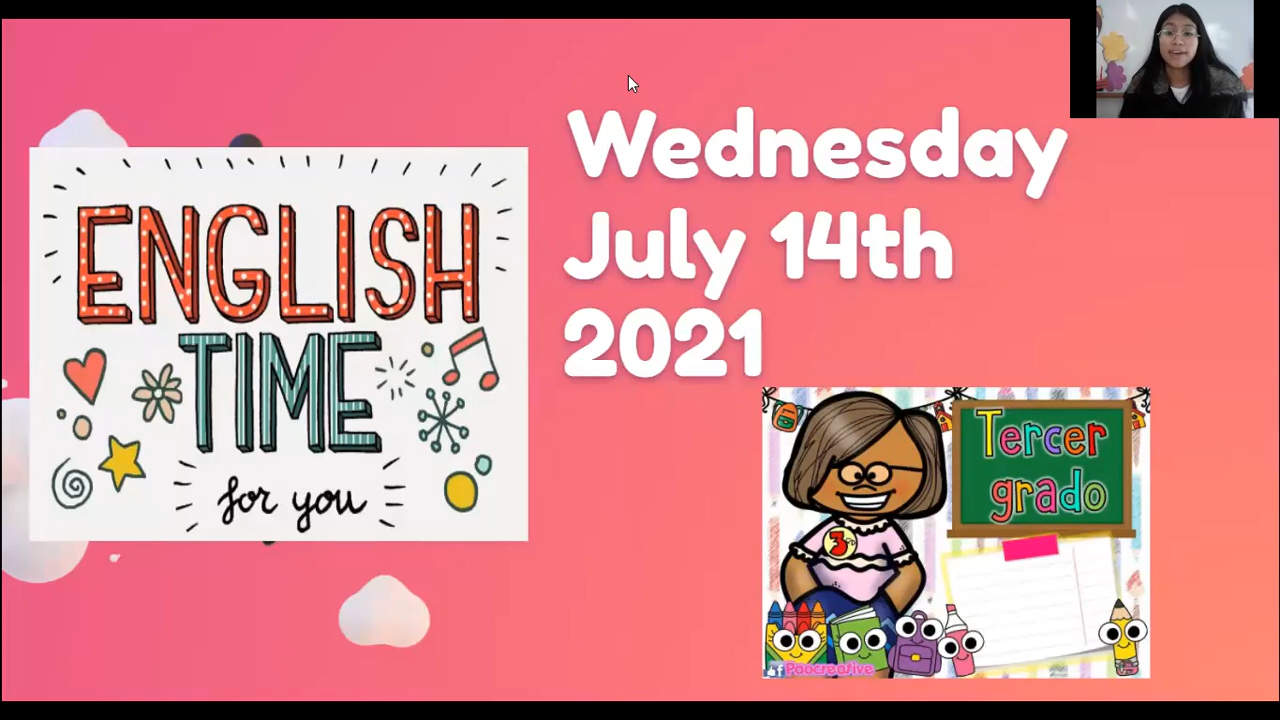 ENGLISH
TIME
for you
Wednesday
July 14th
2021
Tercer
grado
3
Paocreative